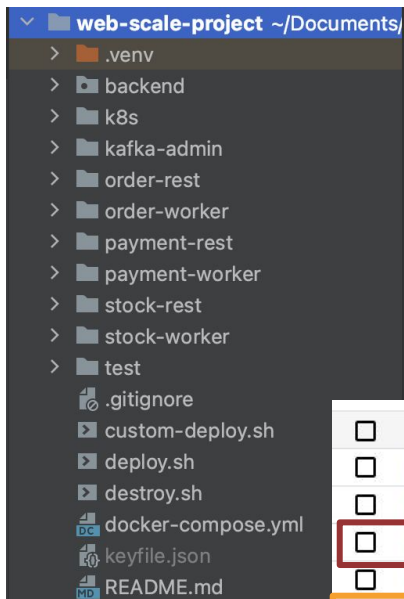 web-scale-project ~/Documents/
.venv
backend
k8s
kafka-admin
order-rest
order-worker
payment-rest
payment-worker
stock-rest
stock-worker
test
.gitignore
custom-deploy.sh
deploy.sh
destroy.sh
DC docker-compose.yml
keyfile.json
MD README.md